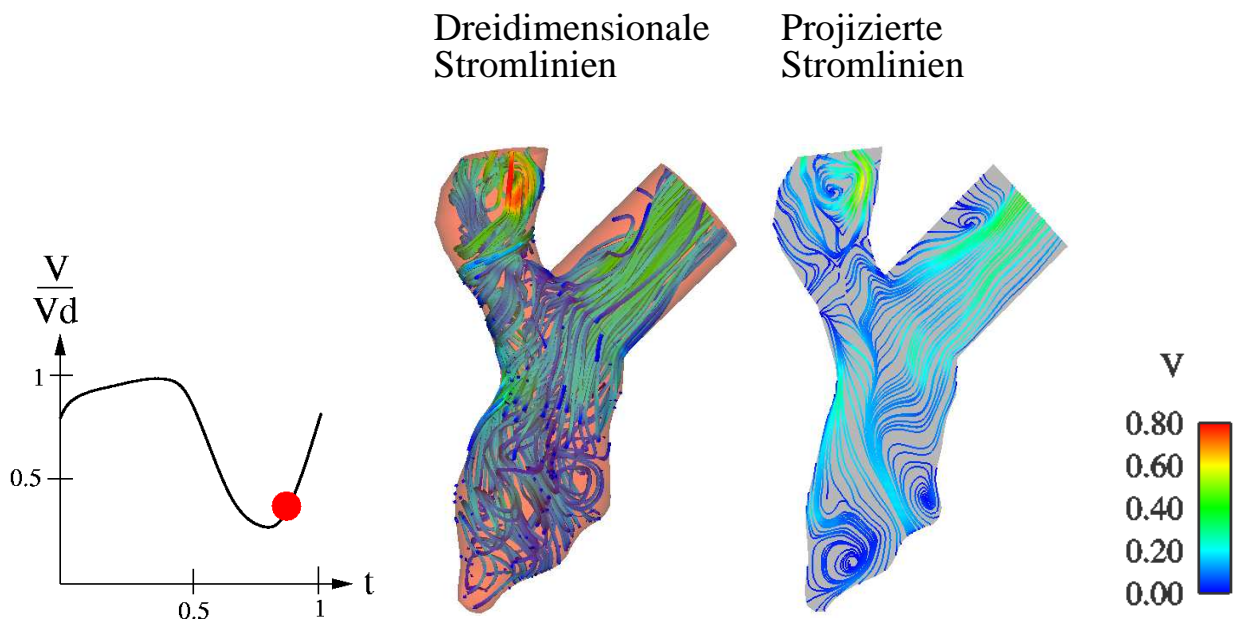 Dreidimensionale
Stromlinien
Projizierte
Stromlinien
V
Vd
1
0.5
0.5
1
t
V
0.80
0.60
0.40
0.20
0.00